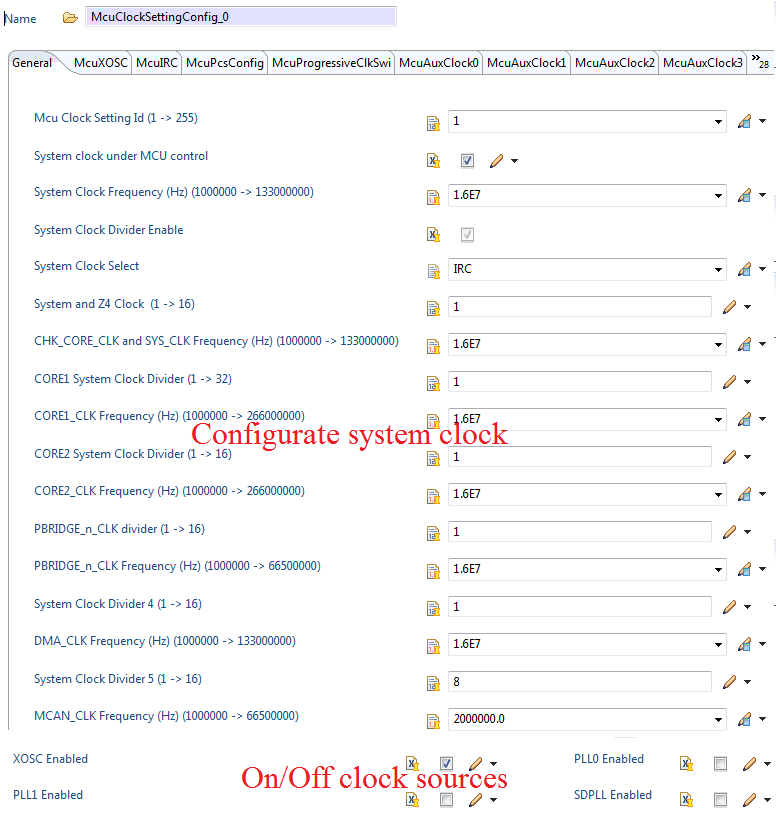 Name McuClockSettingConfig_0
General McuXOSC McuIRC McuPcsConfig McuProgressiveClkSwi McuAuxClock0 McuAuxClock1 McuAuxClock2 McuAuxClock3 »28
Mcu Clock Setting Id (1 -> 255) 1
System clock under MCU control
System Clock Frequency (Hz) (1000000 -> 133000000) 1.6E7
System Clock Divider Enable
System Clock Select IRC
System and Z4 Clock (1 -> 16) 1
CHK_CORE_CLK and SYS_CLK Frequency (Hz) (1000000 -> 133000000) 1.6E7
CORE1 System Clock Divider (1 -> 32) 1
CORE1_CLK Frequency (Hz) (1000000 -> 266000000) 1.6E7
Configurate system clock
CORE2 System Clock Divider (1 -> 16) 1
CORE2_CLK Frequency (Hz) (1000000 -> 266000000) 1.6E7
PBRIDGE_n_CLK divider (1 -> 16) 1
PBRIDGE_n_CLK Frequency (Hz) (1000000 -> 66500000) 1.6E7
System Clock Divider 4 (1 -> 16) 1
DMA_CLK Frequency (Hz) (1000000 -> 133000000) 1.6E7
System Clock Divider 5 (1 -> 16) 8
MCAN_CLK Frequency (Hz) (1000000 -> 66500000) 2000000.0
XOSC Enabled PLL0 Enabled
On/Off clock sources
PLL1 Enabled SDPLL Enabled